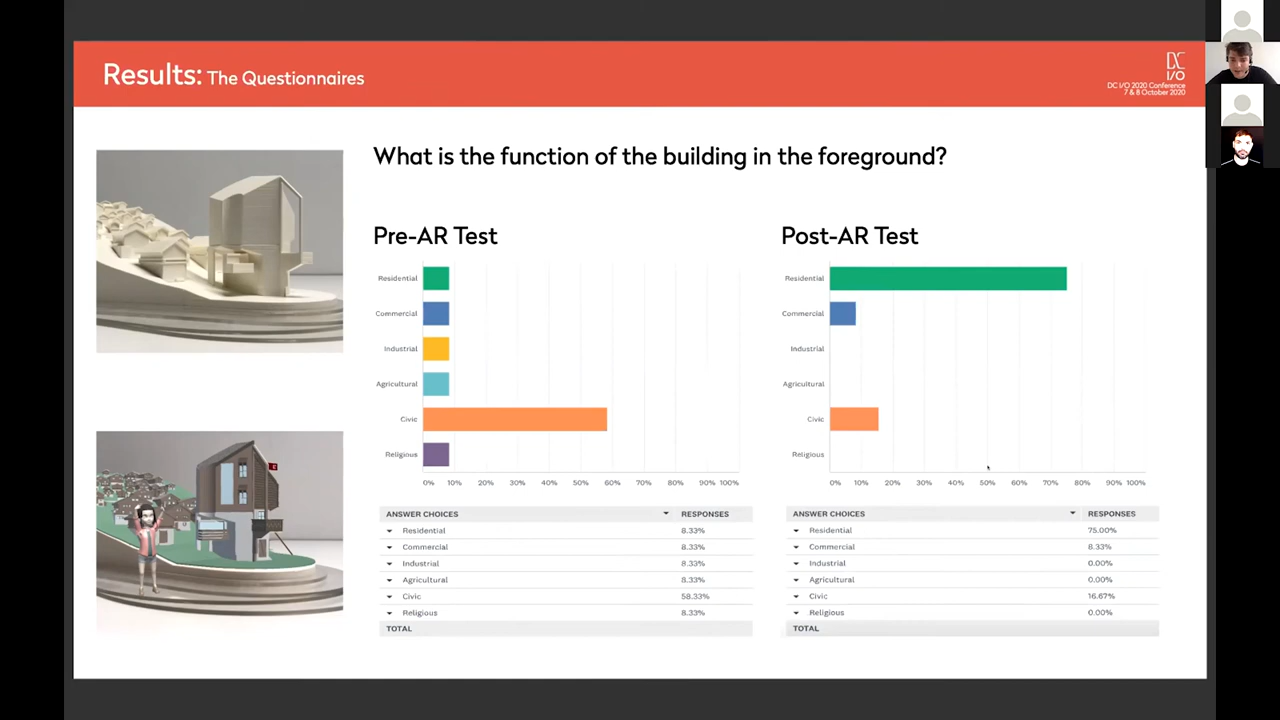 Results: The Questionnaires
DC
I/O
DC I/O 2020 Conference
7 & 8 October 2020
What is the function of the building in the foreground?
Pre-AR Test
Residential
Commercial
Industrial
Agricultural
Civic
Religious
0% 10% 20% 30% 40% 50% 60% 70% 80% 90% 100%
ANSWER CHOICES RESPONSES
Residential 8.33%
Commercial 8.33%
Industrial 8.33%
Agricultural 8.33%
Civic 58.33%
Religious 8.33%
TOTAL
Post-AR Test
Residential
Commercial
Industrial
Agricultural
Civic
Religious
0% 10% 20% 30% 40% 50% 60% 70% 80% 90% 100%
ANSWER CHOICES RESPONSES
Residential 75.00%
Commercial 8.33%
Industrial 0.00%
Agricultural 0.00%
Civic 16.67%
Religious 0.00%
TOTAL